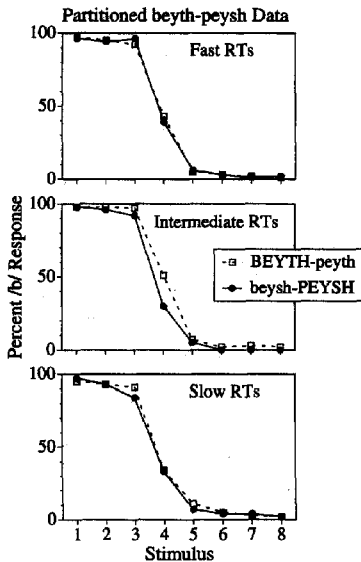 Partitioned beyth-peysh Data
Percent /b/ Response
100
Fast RTs
50
0
100
Intermediate RTs
BEYTH-peyth
50
beysh-PEYSH
0
100
Slow RTs
50
0
1 2 3 4 5 6 7 8
Stimulus